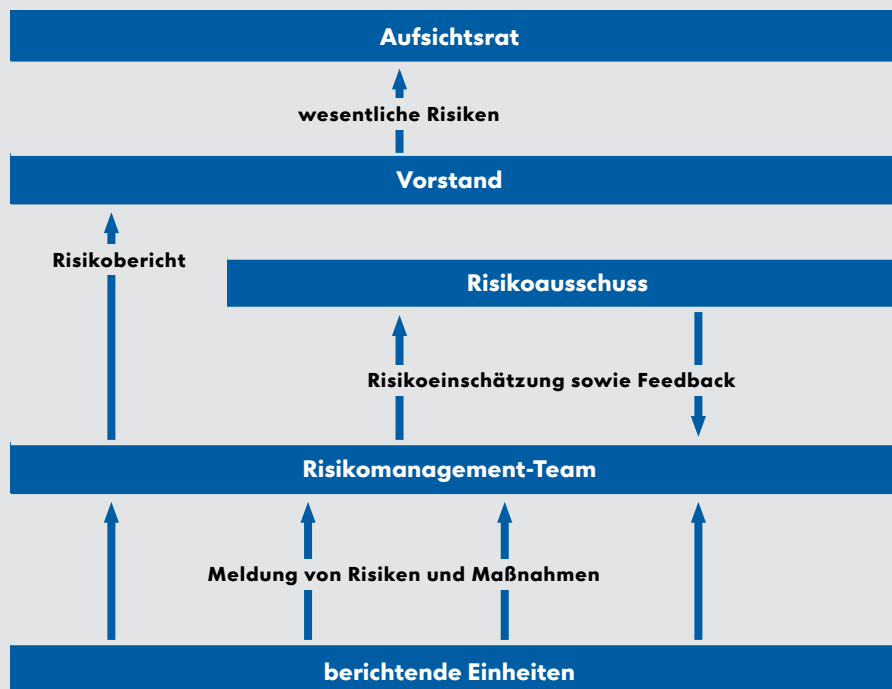 Aufsichtsrat
wesentliche Risiken
Vorstand
Risikobericht
Risikoausschuss
Risikoeinschätzung sowie Feedback
Risikomanagement-Team
Meldung von Risiken und Maßnahmen
berichtende Einheiten